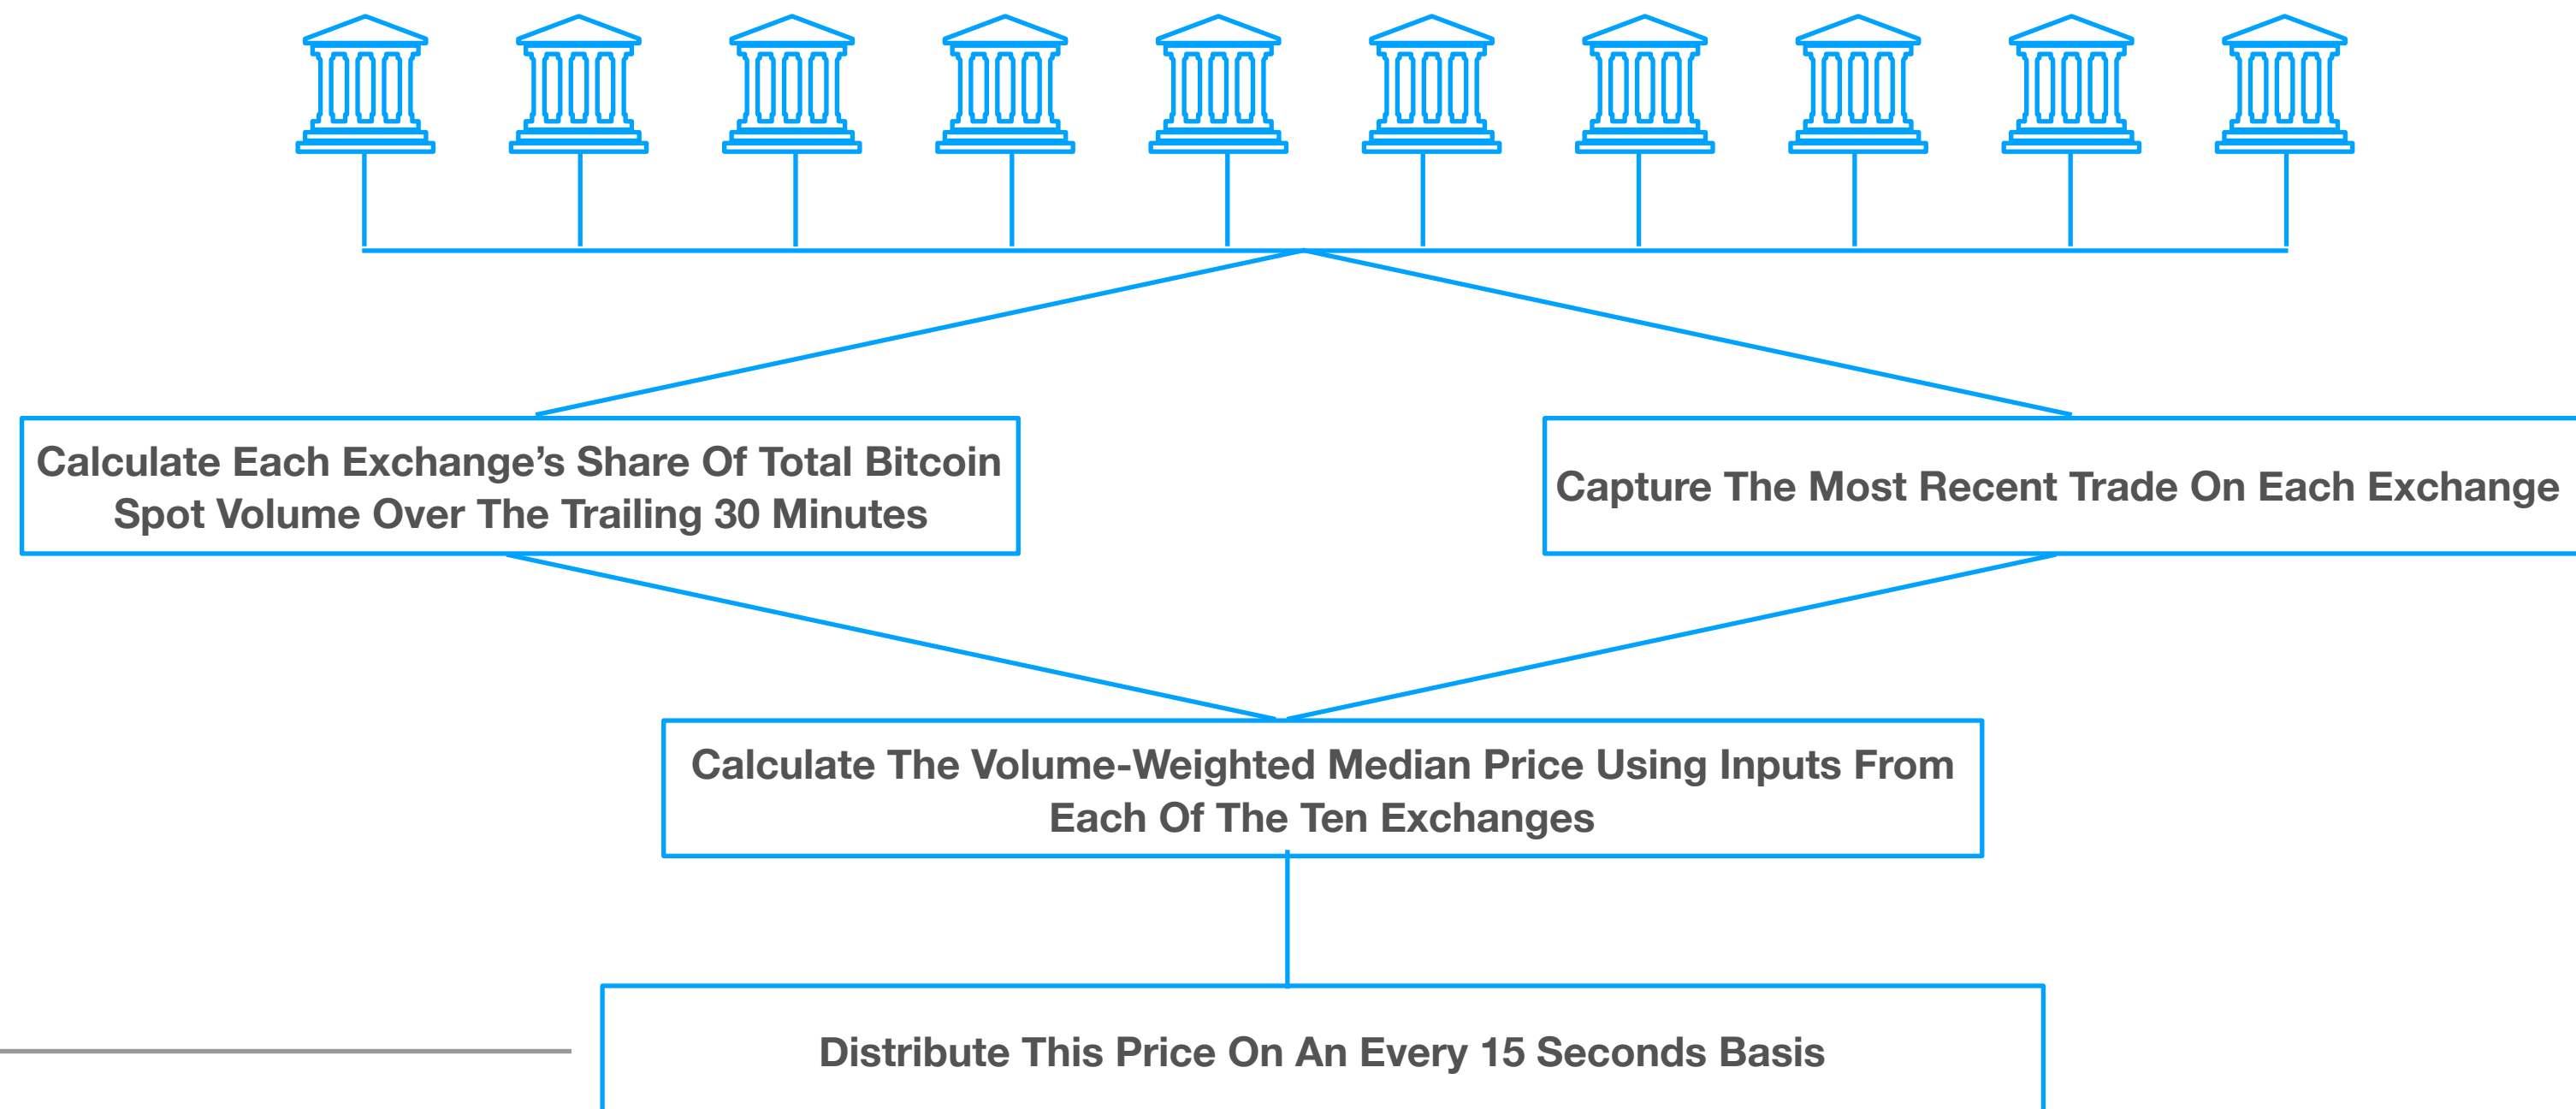 Calculate Each Exchange’s Share Of Total Bitcoin
Spot Volume Over The Trailing 30 Minutes
Capture The Most Recent Trade On Each Exchange
Calculate The Volume-Weighted Median Price Using Inputs From
Each Of The Ten Exchanges
Distribute This Price On An Every 15 Seconds Basis